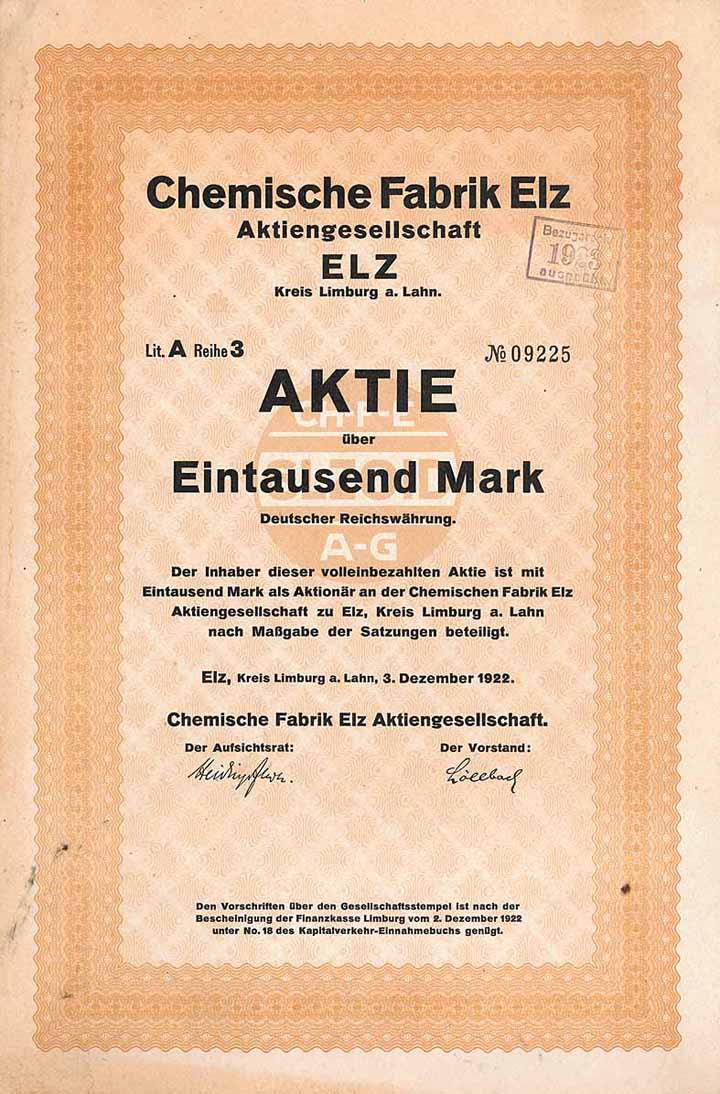 Chemische Fabrik Elz
Aktiengesellschaft
ELZ
Kreis Limburg a. Lahn.
Lit. A Reihe 3
№ 09225
AKTIE
CH-F-E
über
Eintausend Mark
Deutscher Reichswährung.
A-G
Der Inhaber dieser volleinbezahlten Aktie ist mit
Eintausend Mark als Aktionär an der Chemischen Fabrik Elz
Aktiengesellschaft zu Elz, Kreis Limburg a. Lahn
nach Maßgabe der Satzungen beteiligt.
Elz, Kreis Limburg a. Lahn, 3. Dezember 1922.
Chemische Fabrik Elz Aktiengesellschaft.
Der Aufsichtsrat:
Der Vorstand:
Den Vorschriften über den Gesellschaftsstempel ist nach der
Bescheinigung der Finanzkasse Limburg vom 2. Dezember 1922
unter No. 18 des Kapitalverkehr-Einnahmebuchs genügt.